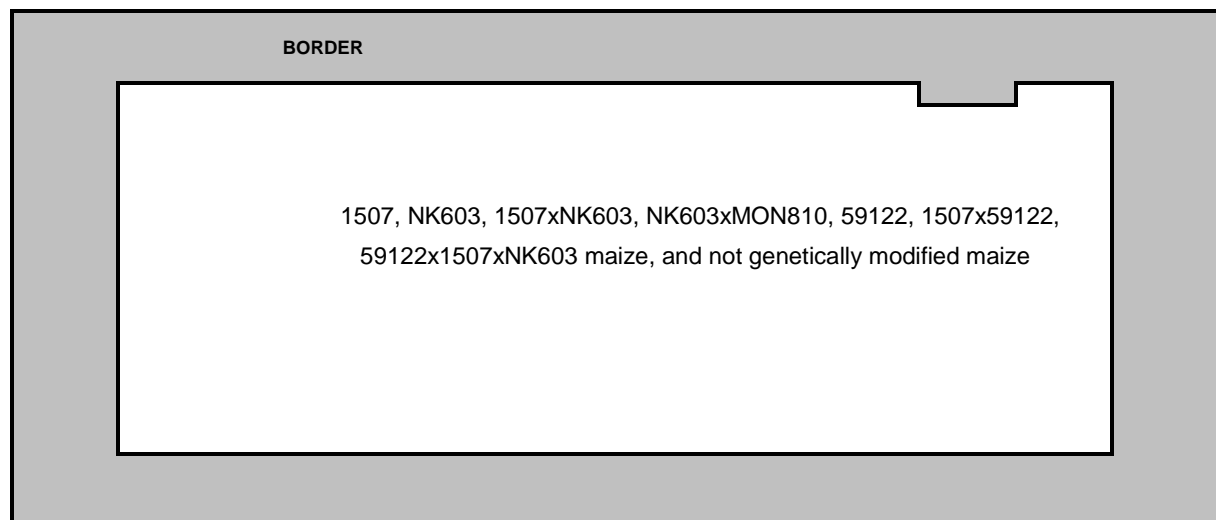 BORDER
1507, NK603, 1507xNK603, NK603xMON810, 59122, 1507x59122,
59122x1507xNK603 maize, and not genetically modified maize